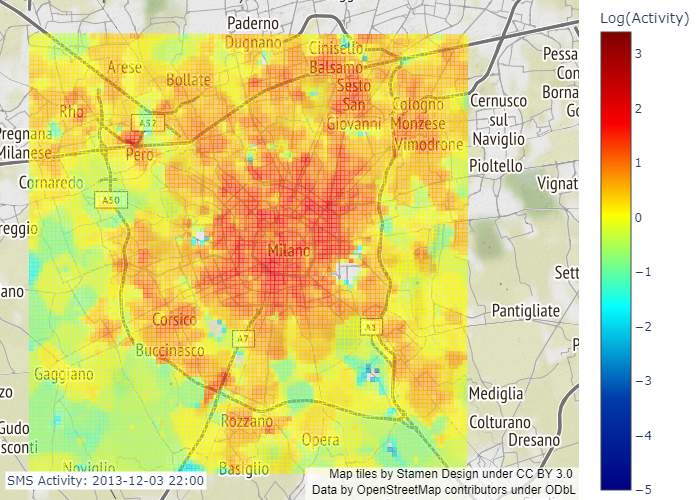 Log(Activity)
Paderno
Dugnano
Cinisello
Balsamo
Arese
Bollate
Sesto
San
Giovanni
Pessa
Con
Borna
Go
Rho
A52
Cologno
Monzese
Cernusco
sul
Naviglio
Pregnana
Milanese
Pero
Vimodrone
Pioltello
Cornaredo
A50
Vignat
reggio
Milano
Sett
ano
Corsico
Pantigliate
A7
A1
Buccinasco
P
Gaggiano
zo
Mediglia
Rozzano
Colturano
Gudo
sconti
Opera
Dresano
Noviglio
Basiglio
SMS Activity: 2013-12-03 22:00
Map tiles by Stamen Design under CC BY 3.0
Data by OpenStreetMap contributors under ODbL
3
2
1
0
−1
−2
−3
−4
−5